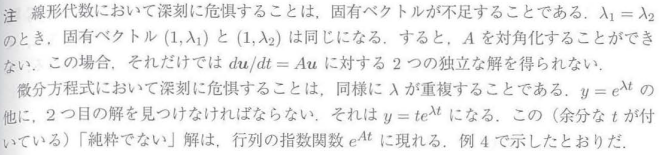 注 線形代数において深刻に危惧することは,固有ベクトルが不足することである.λ₁ = λ₂
のとき,固有ベクトル (1, λ₁) と (1, λ₂) は同じになる.すると,A を対角化することができ
ない.この場合,それだけでは du/dt = Au に対する 2 つの独立な解を得られない.
微分方程式において深刻に危惧することは,同様に λ が重複することである.y = e^{λt} の
他に,2 つ目の解を見つけなければならない.それは y = te^{λt} になる.この(余分な t が付
いている)「純粋でない」解は,行列の指数関数 e^{At} に現れる.例 4 で示したとおりだ.